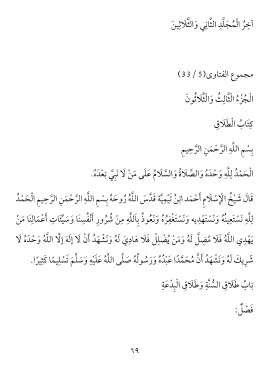 آخِرُ الْمُجَلَّدِ الثَّانِي وَالثَّلَاثِينَ
مجموع الفتاوى(5 / 33)
الْجُزْءُ الثَّالِثُ وَالثَّلَاثُونَ
كِتَابُ الطَّلَاقِ
بِسْمِ اللَّهِ الرَّحْمَنِ الرَّحِيمِ
الْحَمْدُ لِلَّهِ وَحْدَهُ وَالصَّلَاةُ وَالسَّلَامُ عَلَى مَنْ لَا نَبِيَّ بَعْدَهُ.
قَالَ شَيْخُ الْإِسْلَامِ أَحْمَد ابْنُ تَيْمِيَّةَ قَدَّسَ اللَّهُ رُوحَهُ بِسْمِ اللَّهِ الرَّحْمَنِ الرَّحِيمِ الْحَمْدُ
لِلَّهِ نَسْتَعِينُهُ وَنَسْتَهْدِيهِ وَنَسْتَغْفِرُهُ وَنَعُوذُ بِاَللَّهِ مِنْ شُرُورِ أَنْفُسِنَا وَسَيِّئَاتِ أَعْمَالِنَا مَنْ
يَهْدِي اللَّهُ فَلَا مُضِلَّ لَهُ وَمَنْ يُضْلِلْ فَلَا هَادِيَ لَهُ وَنَشْهَدُ أَنْ لَا إلَهَ إلَّا اللَّهُ وَحْدَهُ لَا
شَرِيكَ لَهُ وَنَشْهَدُ أَنَّ مُحَمَّدًا عَبْدُهُ وَرَسُولُهُ صَلَّى اللَّهُ عَلَيْهِ وَسَلَّمَ تَسْلِيمًا كَثِيرًا.
بَابُ طَلَاقِ السُّنَّةِ وَطَلَاقِ الْبِدْعَةِ
فَصْلٌ:
٦٩